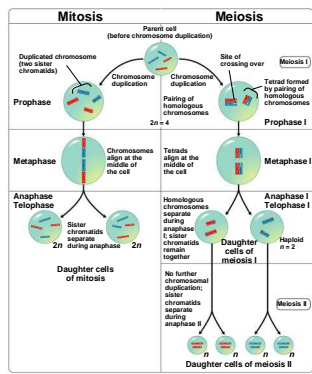 Mitosis
Meiosis
Parent cell
(before chromosome duplication)
Duplicated chromosome
(two sister
chromatids)
Chromosome
duplication
Chromosome
duplication
Site of
crossing over
Meiosis I
Tetrad formed
by pairing of
homologous
chromosomes
Prophase
Pairing of
homologous
chromosomes
2n = 4
Prophase I
Metaphase
Chromosomes
align at the
middle of
the cell
Tetrads
align at the
middle of
the cell
Metaphase I
Anaphase
Telophase
Sister
chromatids
separate
during anaphase
2n
2n
Daughter cells
of mitosis
Homologous
chromosomes
separate
during
anaphase
I; sister
chromatids
remain
together
Anaphase I
Telophase I
Daughter
cells of
meiosis I
Haploid
n = 2
No further
chromosomal
duplication;
sister
chromatids
separate
during
anaphase II
Meiosis II
n
n
n
n
Daughter cells of meiosis II